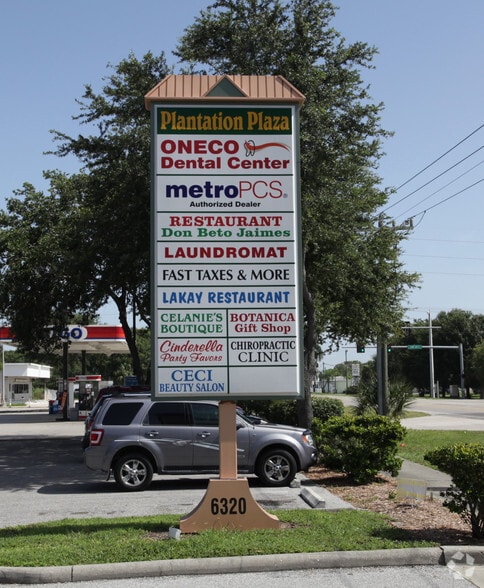 Plantation Plaza
ONECO
Dental Center
metroPCS®
Authorized Dealer
RESTAURANT
Don Beto Jaimes
LAUNDROMAT
FAST TAXES & MORE
LAKAY RESTAURANT
CELANIE'S
BOUTIQUE
BOTANICA
Gift Shop
Cinderella
Party Favors
CHIROPRACTIC
CLINIC
CECI
BEAUTY SALON
6320